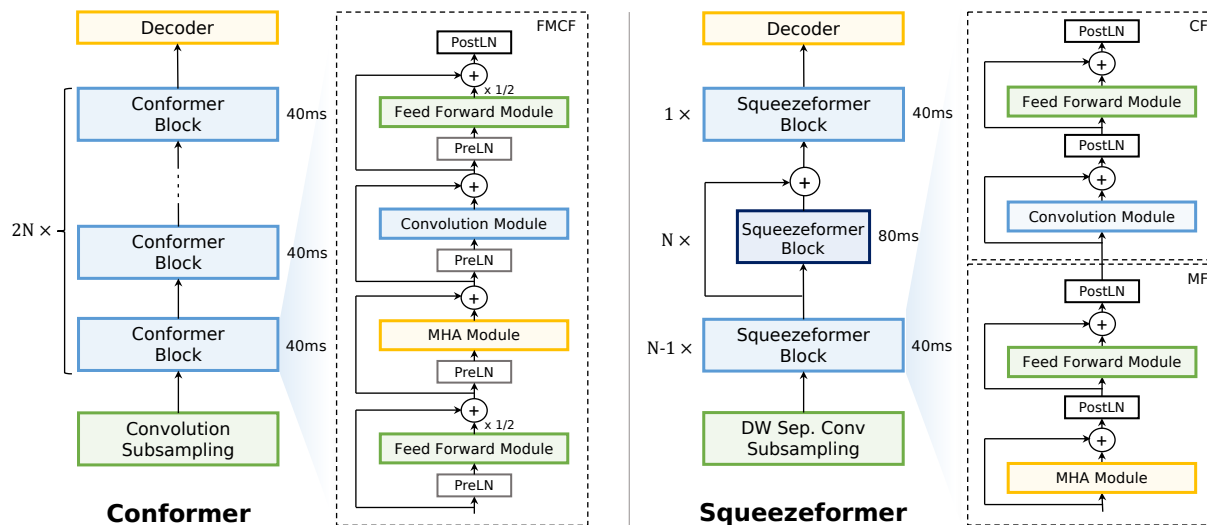 Decoder
Conformer
Block
40ms
2N ×
Conformer
Block
40ms
Conformer
Block
40ms
Convolution
Subsampling
Conformer
FMCF
PostLN
+
x 1/2
Feed Forward Module
PreLN
+
Convolution Module
PreLN
+
MHA Module
PreLN
+
x 1/2
Feed Forward Module
PreLN
Decoder
1 ×
Squeezeformer
Block
40ms
+
N ×
Squeezeformer
Block
80ms
N-1 ×
Squeezeformer
Block
40ms
DW Sep. Conv
Subsampling
Squeezeformer
CF
PostLN
+
Feed Forward Module
PostLN
+
Convolution Module
MF
PostLN
+
Feed Forward Module
PostLN
+
MHA Module